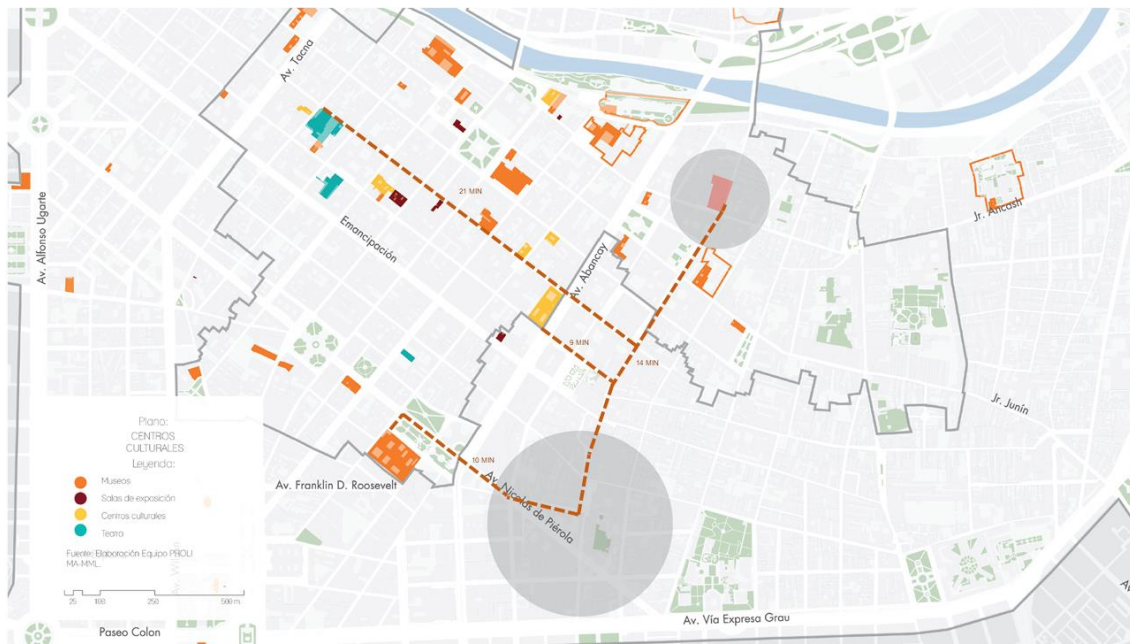 Av. Tacna
21 MIN
Jr. Ancash
Av. Alfonso Ugarte
Emancipación
Av. Abancay
9 MIN
14 MIN
Jr. Junín
10 MIN
Av. Franklin D. Roosevelt
Av. Nicolas de Piérola
Av. Vía Expresa Grau
Paseo Colon
Plano:
CENTROS
CULTURALES
Leyenda:
Museos
Salas de exposición
Centros culturales
Teatro
Fuente: Elaboración Equipo PROLI
MA-MML.
25 100 250 500 m.